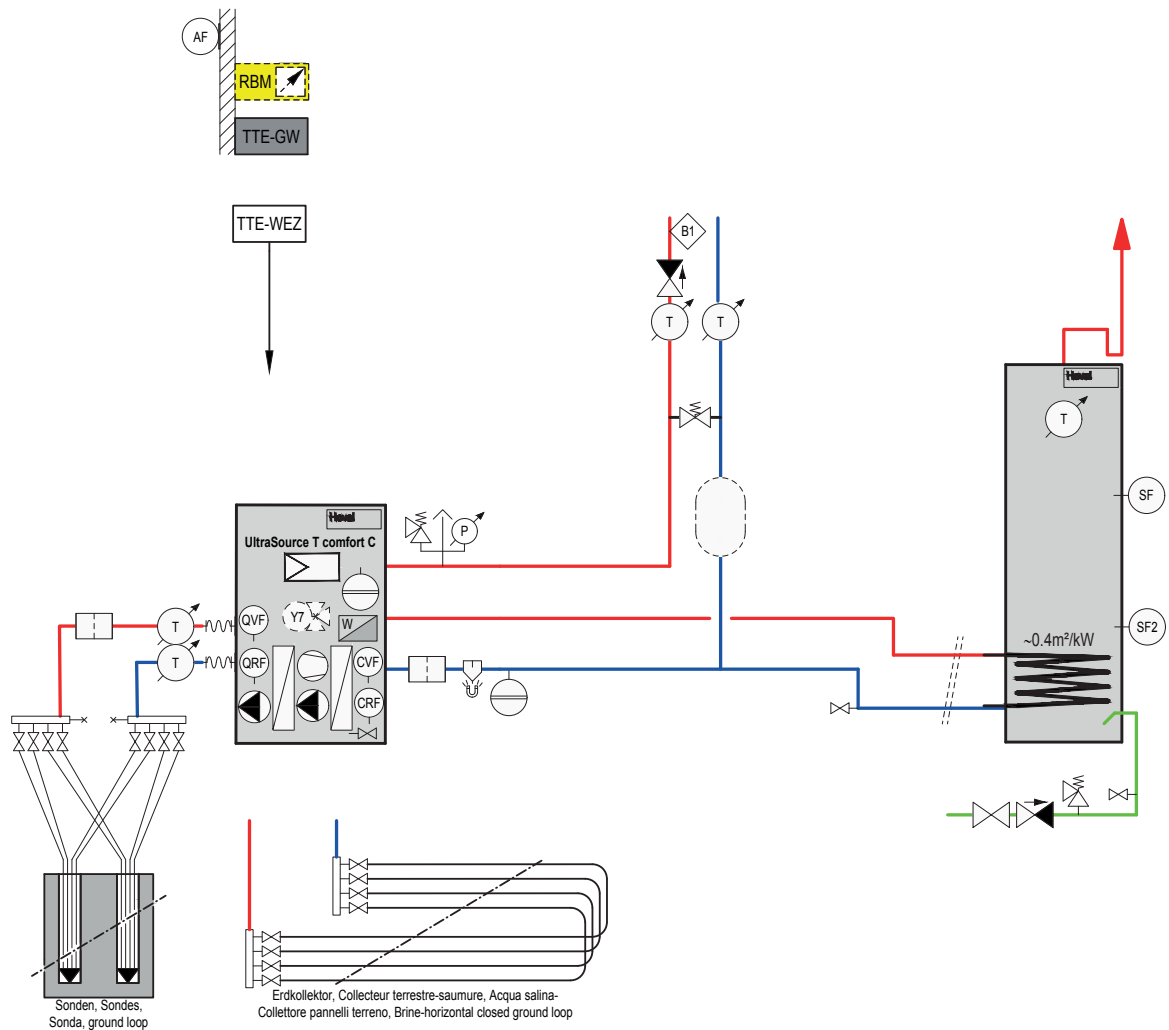 AF
RBM
TTE-GW
TTE-WEZ
B1
T
T
Hoval
T
SF
Hoval
UltraSource T comfort C
P
QVF
Y7
W
T
SF2
~0.4m²/kW
T
QRF
CVF
CRF
Sonden, Sondes,
Sonda, ground loop
Erdkollektor, Collecteur terrestre-saumure, Acqua salina-
Collettore pannelli terreno, Brine-horizontal closed ground loop